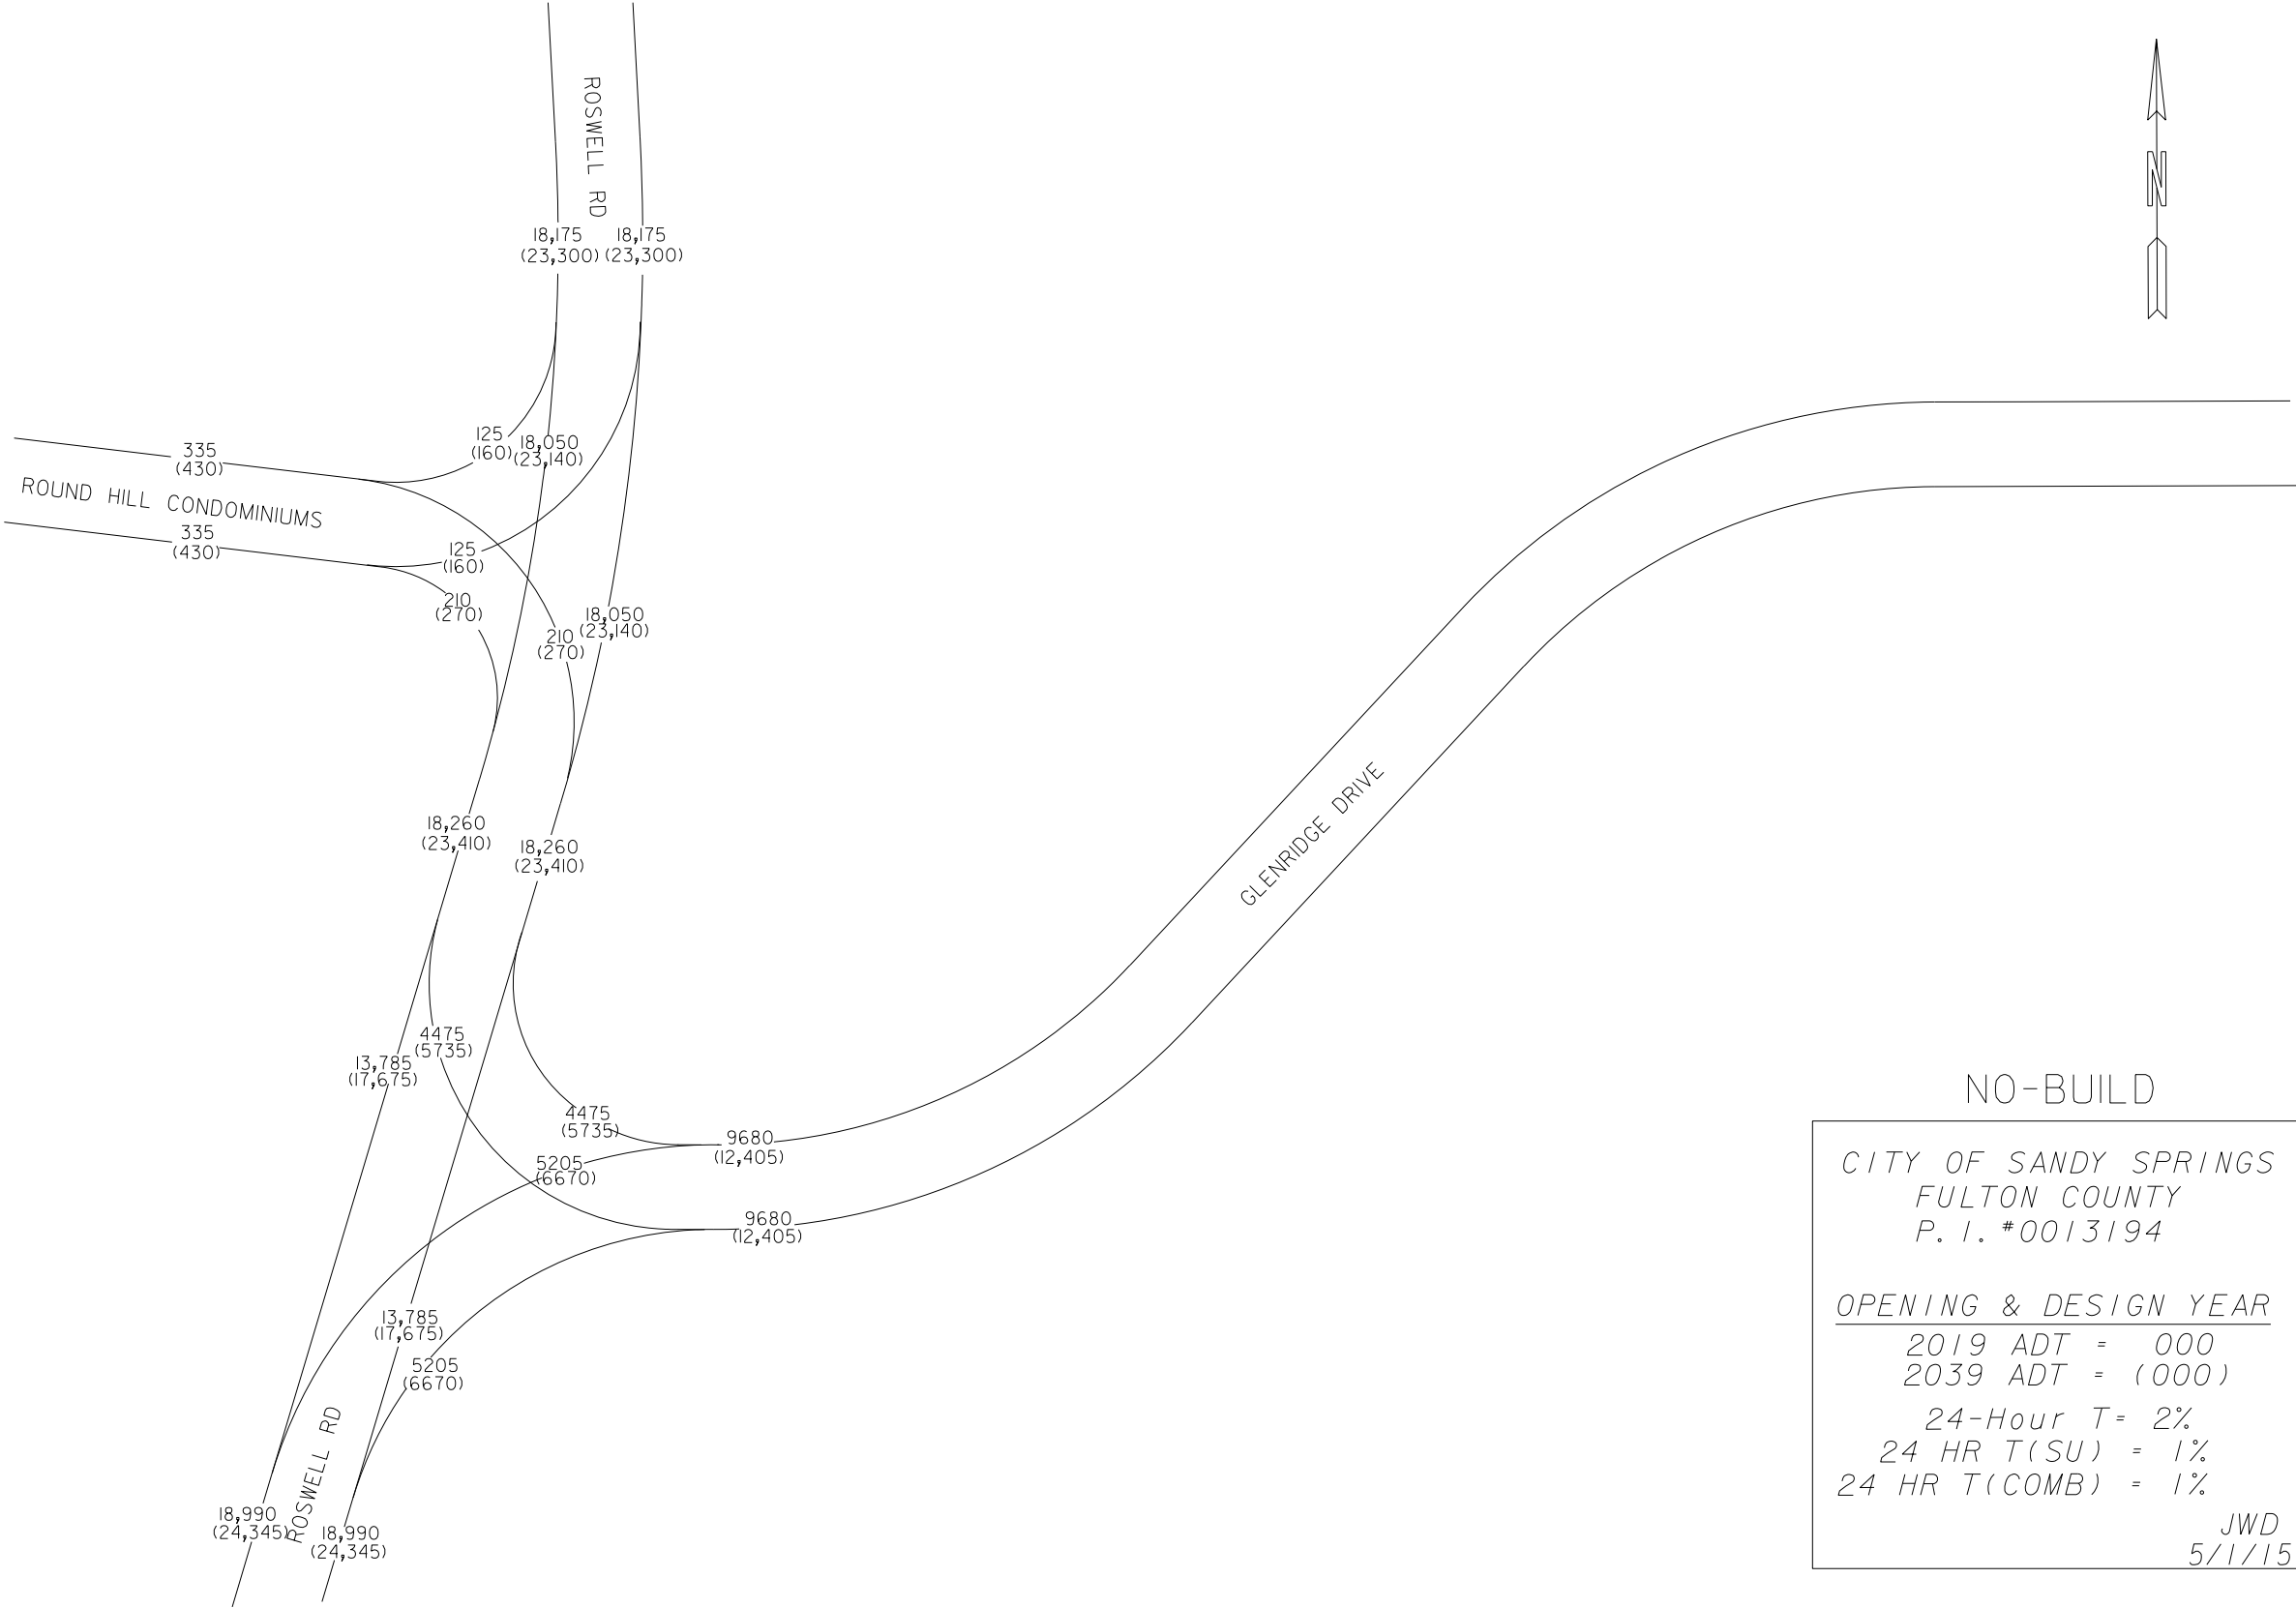 ROSWELL RD
N
18,175
(23,300)
18,175
(23,300)
125
(160)
18,050
(23,140)
335
(430)
ROUND HILL CONDOMINIUMS
335
(430)
125
(160)
210
(270)
18,050
(23,140)
210
(270)
GLENRIDGE DRIVE
18,260
(23,410)
18,260
(23,410)
4475
(5735)
13,785
(17,675)
4475
(5735)
9680
(12,405)
5205
(6670)
9680
(12,405)
13,785
(17,675)
5205
(6670)
ROSWELL RD
18,990
(24,345)
18,990
(24,345)
NO-BUILD
CITY OF SANDY SPRINGS
FULTON COUNTY
P.I.#0013194
OPENING & DESIGN YEAR
2019 ADT = 000
2039 ADT = (000)
24-Hour T= 2%
24 HR T(SU) = 1%
24 HR T(COMB) = 1%
JWD
5/1/15